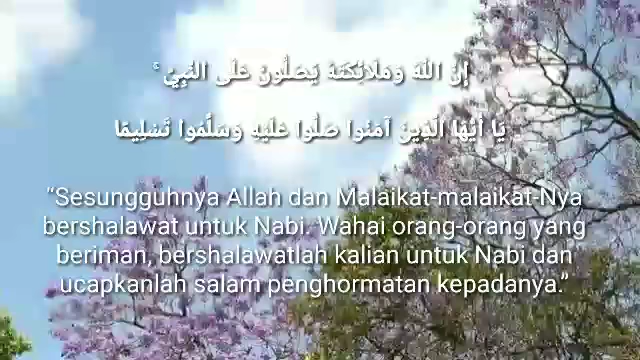 إِنَّ اللَّهَ وَمَلَائِكَتَهُ يُصَلُّونَ عَلَى النَّبِيِّ ۚ
يَا أَيُّهَا الَّذِينَ آمَنُوا صَلُّوا عَلَيْهِ وَسَلِّمُوا تَسْلِيمًا
“Sesungguhnya Allah dan Malaikat-malaikat-Nya
bershalawat untuk Nabi. Wahai orang-orang yang
beriman, bershalawatlah kalian untuk Nabi dan
ucapkanlah salam penghormatan kepadanya.”